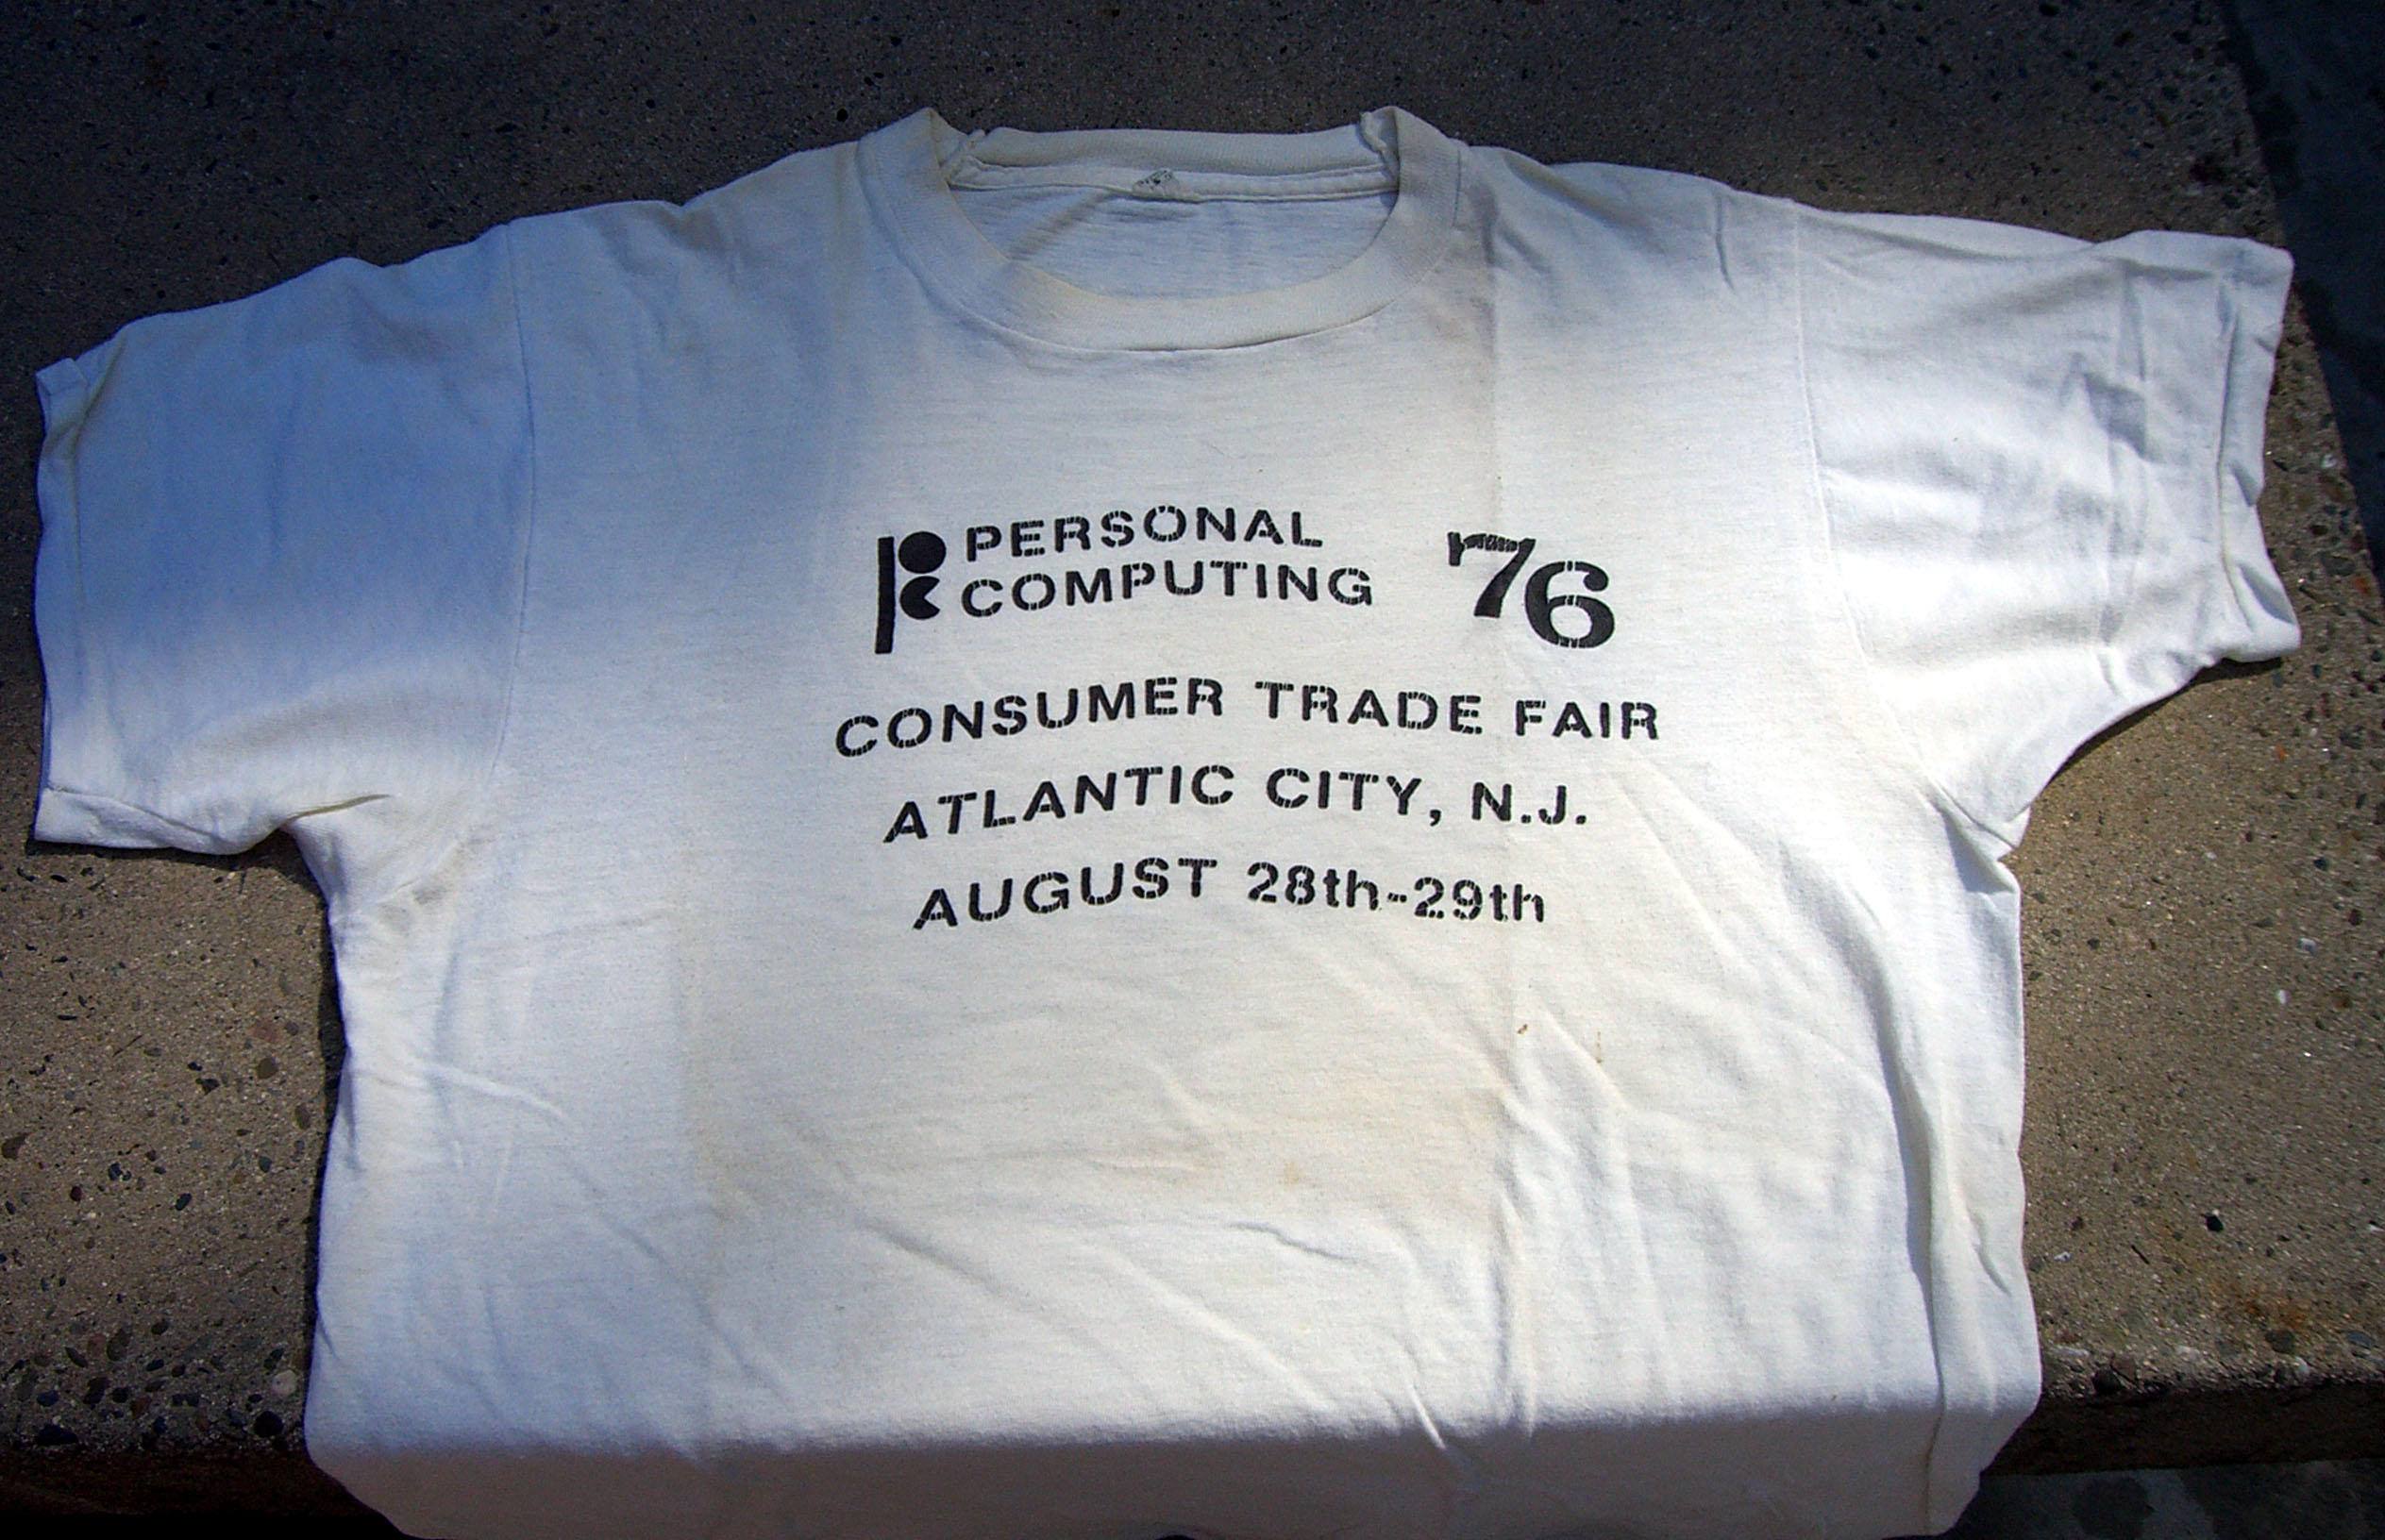 PERSONAL
COMPUTING 76
CONSUMER TRADE FAIR
ATLANTIC CITY, N.J.
AUGUST 28th-29th